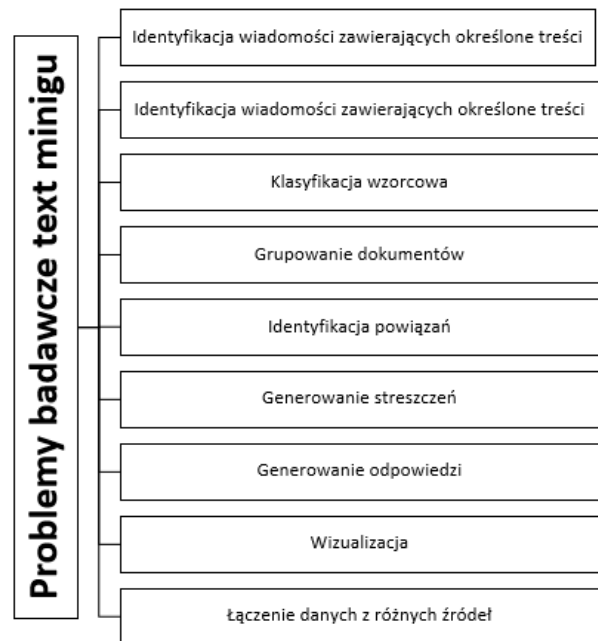 Problemy badawcze text minigu
Identyfikacja wiadomości zawierających określone treści
Identyfikacja wiadomości zawierających określone treści
Klasyfikacja wzorcowa
Grupowanie dokumentów
Identyfikacja powiązań
Generowanie streszczeń
Generowanie odpowiedzi
Wizualizacja
Łączenie danych z różnych źródeł